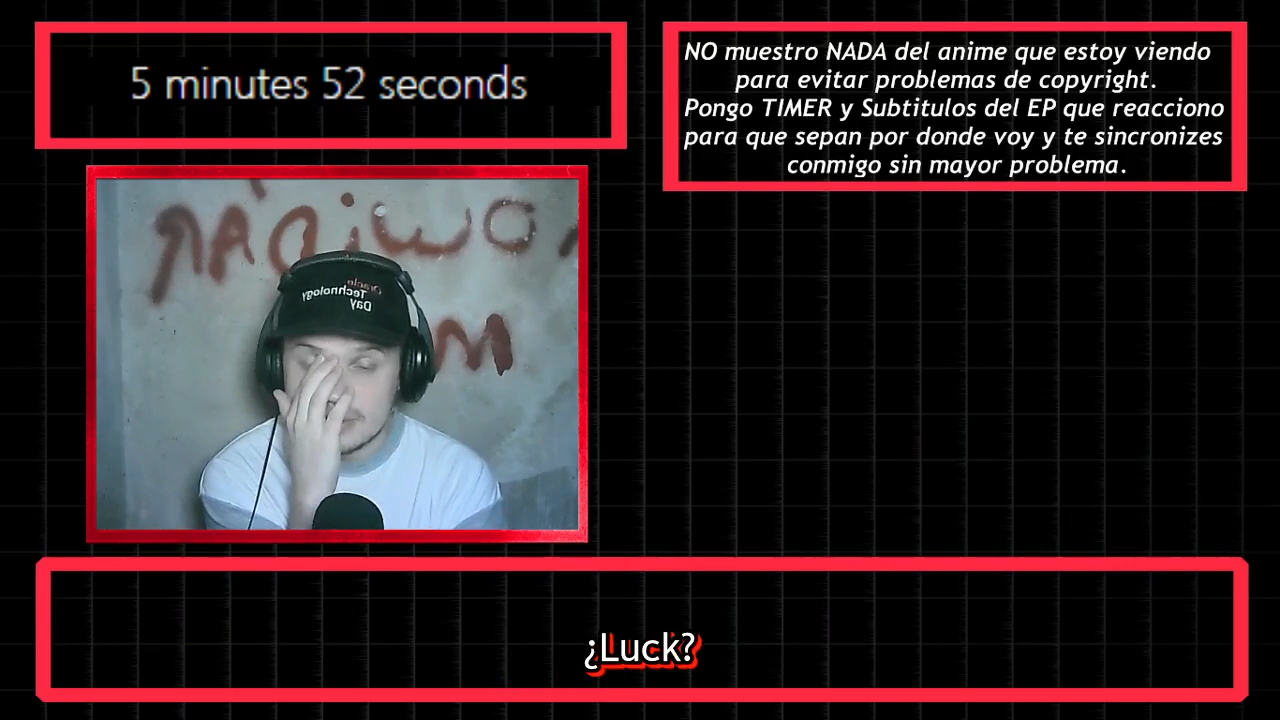 5 minutes 52 seconds
NO muestro NADA del anime que estoy viendo
para evitar problemas de copyright.
Pongo TIMER y Subtitulos del EP que reacciono
para que sepan por donde voy y te sincronizes
conmigo sin mayor problema.
Oracle
Technology
Day
¿Luck?